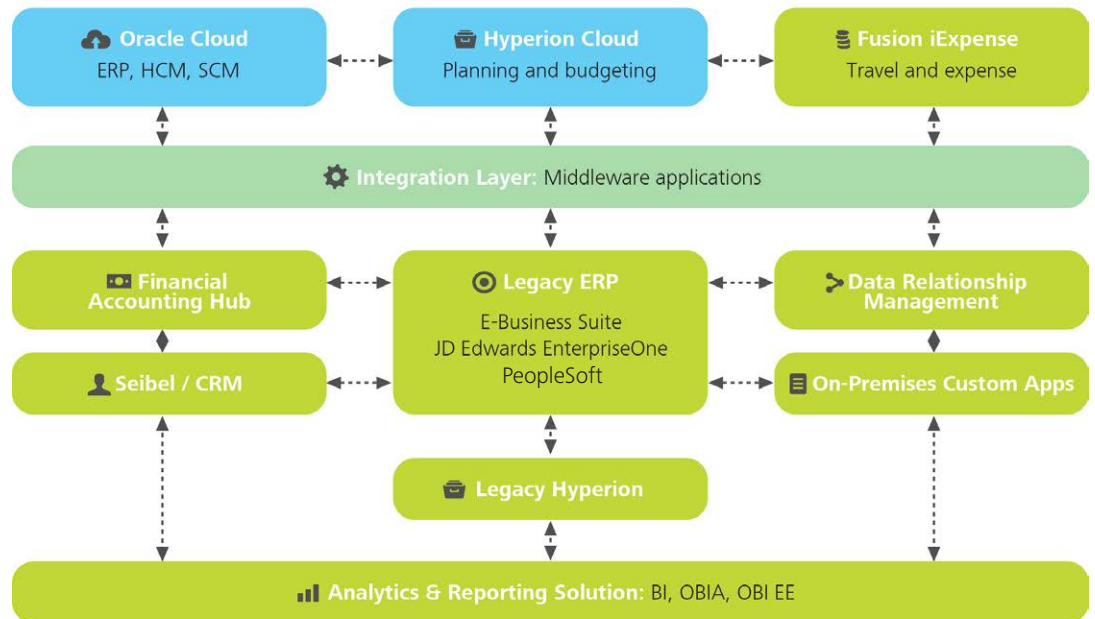 Oracle Cloud
ERP, HCM, SCM
Hyperion Cloud
Planning and budgeting
Fusion iExpense
Travel and expense
Integration Layer: Middleware applications
Financial
Accounting Hub
Legacy ERP
E-Business Suite
JD Edwards EnterpriseOne
PeopleSoft
Data Relationship
Management
Seibel / CRM
On-Premises Custom Apps
Legacy Hyperion
Analytics & Reporting Solution: BI, OBIA, OBI EE